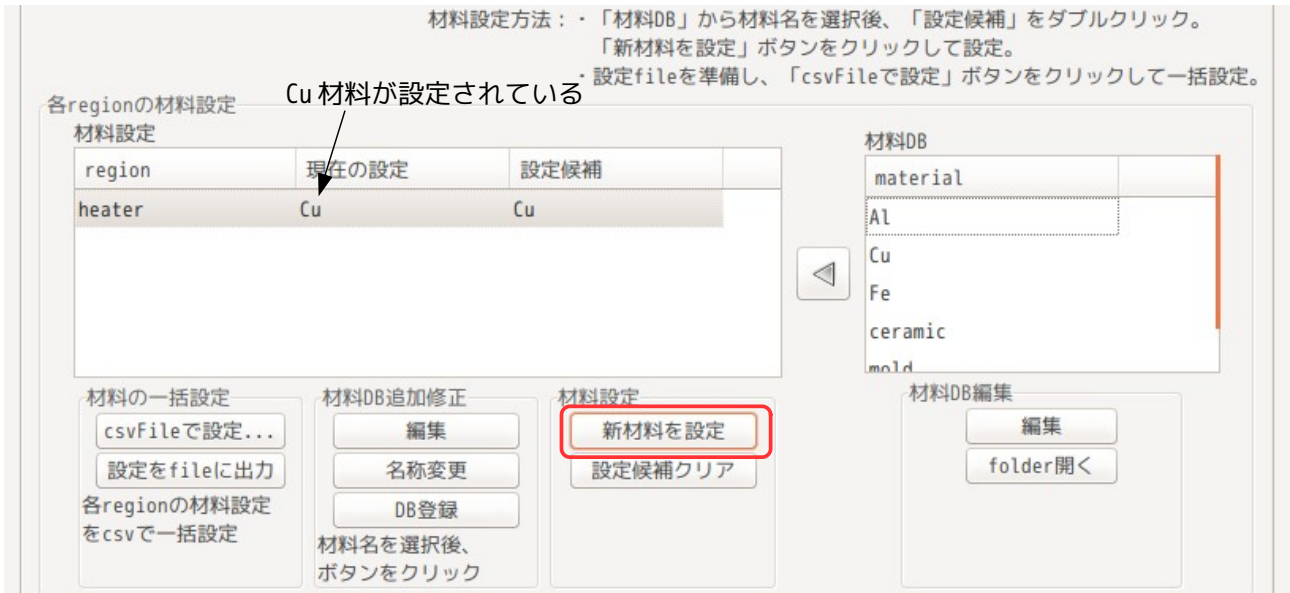 材料設定方法：・「材料DB」から材料名を選択後、「設定候補」をダブルクリック。
「新材料を設定」ボタンをクリックして設定。
・設定fileを準備し、「csvFileで設定」ボタンをクリックして一括設定。
Cu 材料が設定されている
各regionの材料設定
材料設定
region 現在の設定 設定候補
heater Cu Cu
材料DB
material
Al
Cu
Fe
ceramic
mold
材料の一括設定
csvFileで設定...
設定をfileに出力
各regionの材料設定
をcsvで一括設定
材料DB追加修正
編集
名称変更
DB登録
材料名を選択後、
ボタンをクリック
材料設定
新材料を設定
設定候補クリア
材料DB編集
編集
folder開く